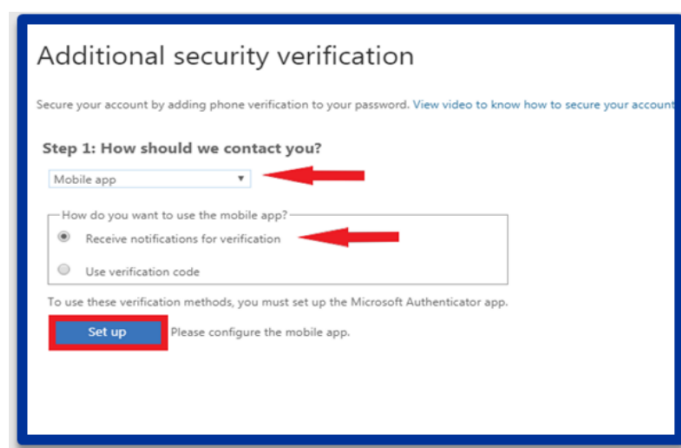 Additional security verification
Secure your account by adding phone verification to your password. View video to know how to secure your account
Step 1: How should we contact you?
Mobile app
How do you want to use the mobile app?
Receive notifications for verification
Use verification code
To use these verification methods, you must set up the Microsoft Authenticator app.
Set up Please configure the mobile app.